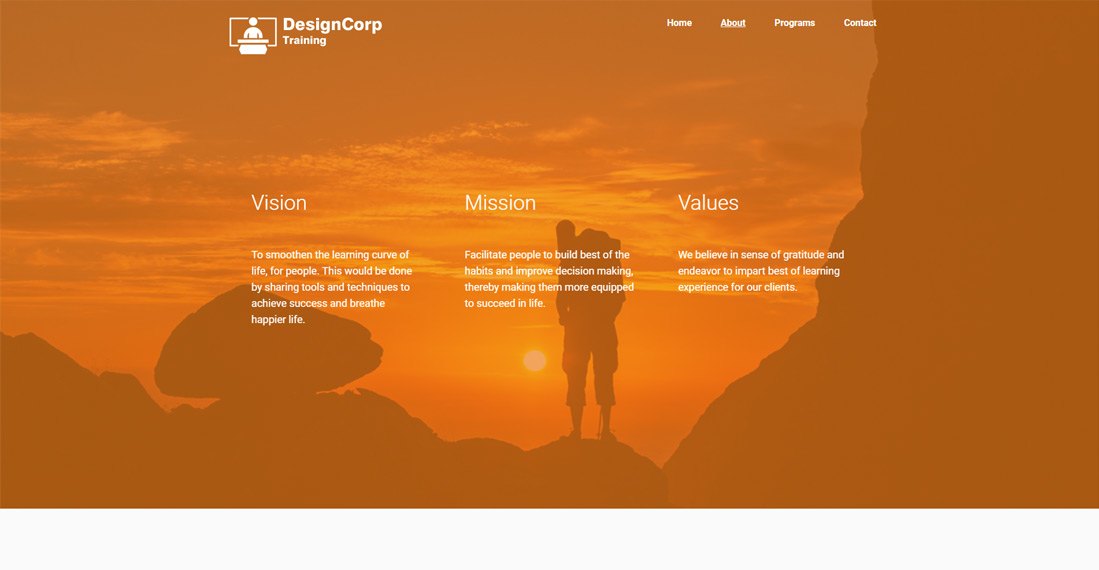 DesignCorp
Training
Home
About
Programs
Contact
Vision
To smoothen the learning curve of
life, for people. This would be done
by sharing tools and techniques to
achieve success and breathe
happier life.
Mission
Facilitate people to build best of the
habits and improve decision making,
thereby making them more equipped
to succeed in life.
Values
We believe in sense of gratitude and
endeavor to impart best of learning
experience for our clients.